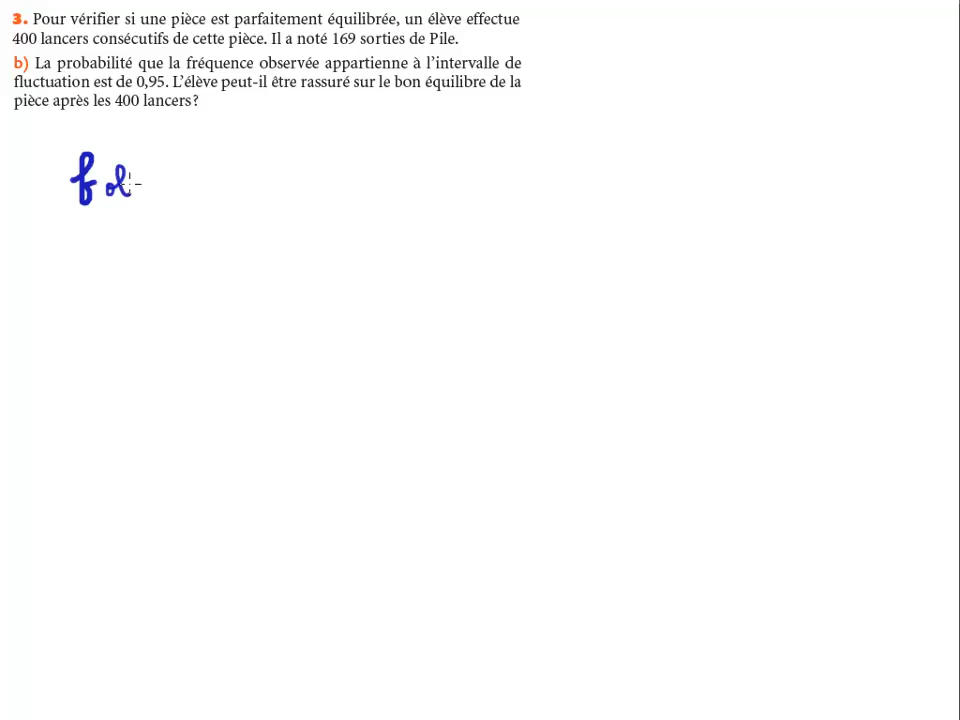 3. Pour vérifier si une pièce est parfaitement équilibrée, un élève effectue
400 lancers consécutifs de cette pièce. Il a noté 169 sorties de Pile.
b) La probabilité que la fréquence observée appartienne à l'intervalle de
fluctuation est de 0,95. L'élève peut-il être rassuré sur le bon équilibre de la
pièce après les 400 lancers?
f